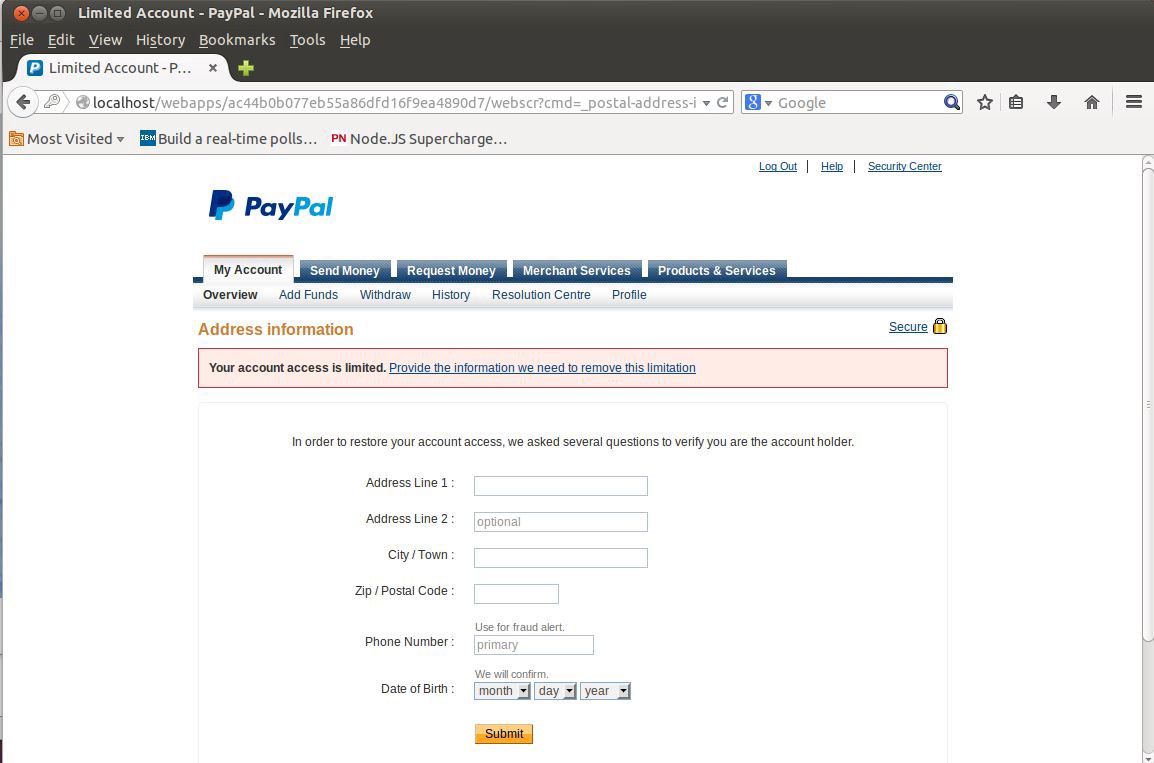 Limited Account - PayPal - Mozilla Firefox
File Edit View History Bookmarks Tools Help
Limited Account - P...
localhost/webapps/ac44b0b077eb55a86dfd16f9ea4890d7/webscr?cmd=_postal-address-i
Google
Most Visited IBM Build a real-time polls... PN Node.JS Supercharge...
Log Out | Help | Security Center
PayPal
My Account Send Money Request Money Merchant Services Products & Services
Overview Add Funds Withdraw History Resolution Centre Profile
Address information
Secure
Your account access is limited. Provide the information we need to remove this limitation
In order to restore your account access, we asked several questions to verify you are the account holder.
Address Line 1 :
Address Line 2 : optional
City / Town :
Zip / Postal Code :
Use for fraud alert.
Phone Number : primary
We will confirm.
Date of Birth : month day year
Submit